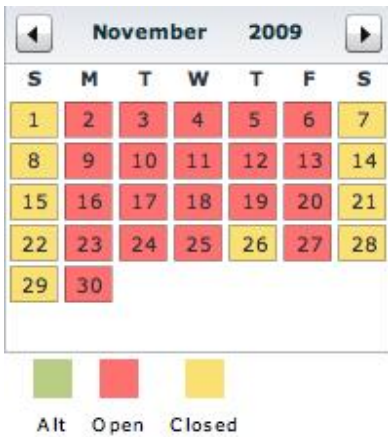 November 2009
S M T W T F S
1 2 3 4 5 6 7
8 9 10 11 12 13 14
15 16 17 18 19 20 21
22 23 24 25 26 27 28
29 30
Alt Open Closed